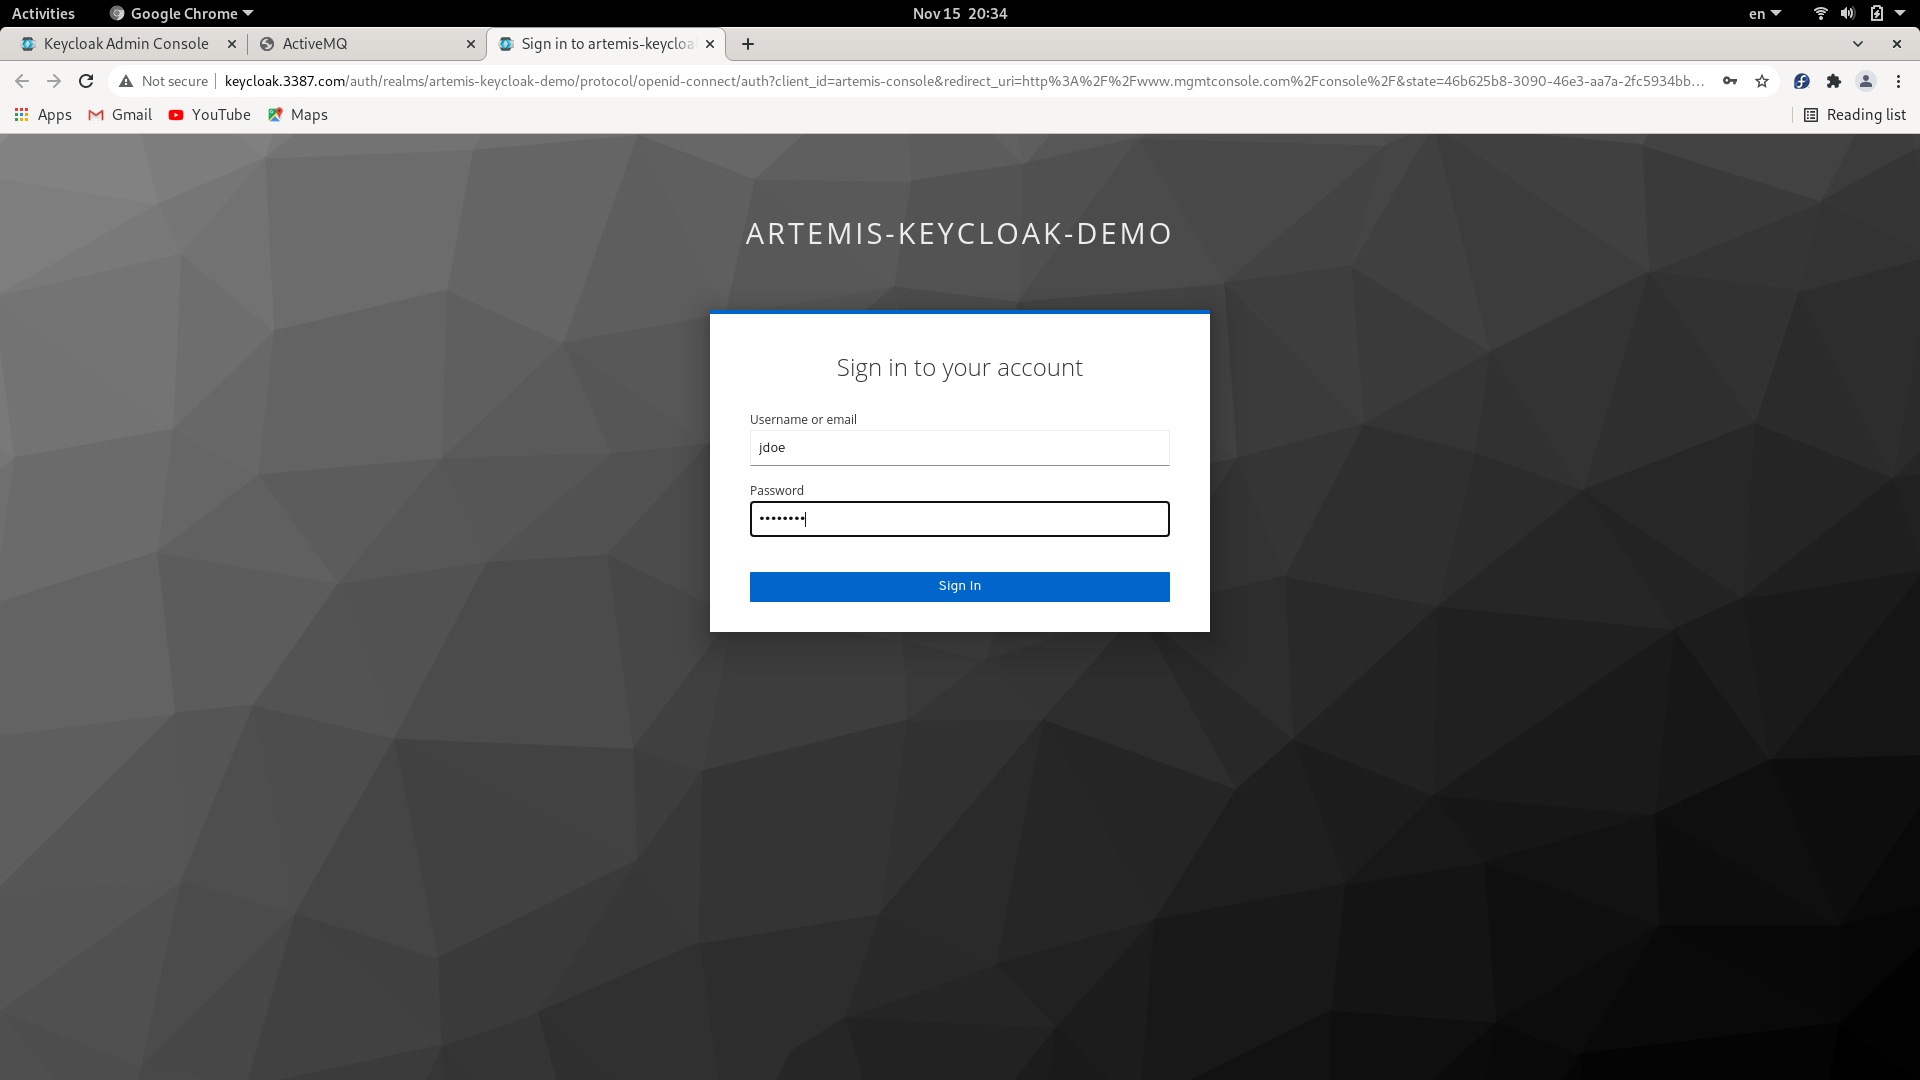 Activities Google Chrome Nov 15 20:34 en
Keycloak Admin Console ActiveMQ Sign in to artemis-keycloa
Not secure keycloak.3387.com/auth/realms/artemis-keycloak-demo/protocol/openid-connect/auth?client_id=artemis-console&redirect_uri=http%3A%2F%2Fwww.mgmtconsole.com%2Fconsole%2F&state=46b625b8-3090-46e3-aa7a-2fc5934bb...
Apps Gmail YouTube Maps Reading list
ARTEMIS-KEYCLOAK-DEMO
Sign in to your account
Username or email
jdoe
Password
••••••••
Sign In